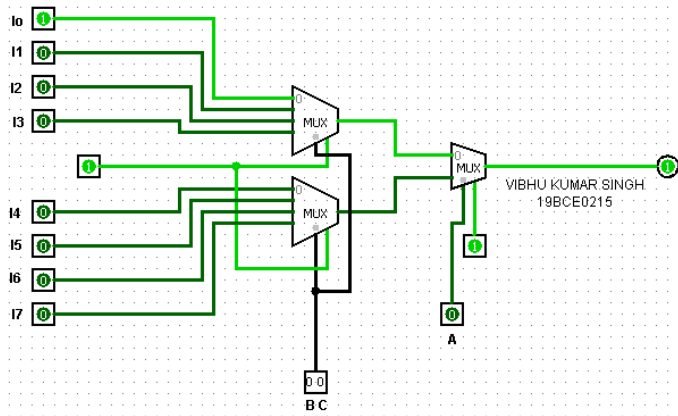 Io 1
I1 0
I2 0
I3 0
0
MUX
1
I4 0
I5 0
I6 0
I7 0
0
MUX
0
MUX
1
VIBHU KUMAR SINGH
19BCE0215
1
0
A
0 0
B C